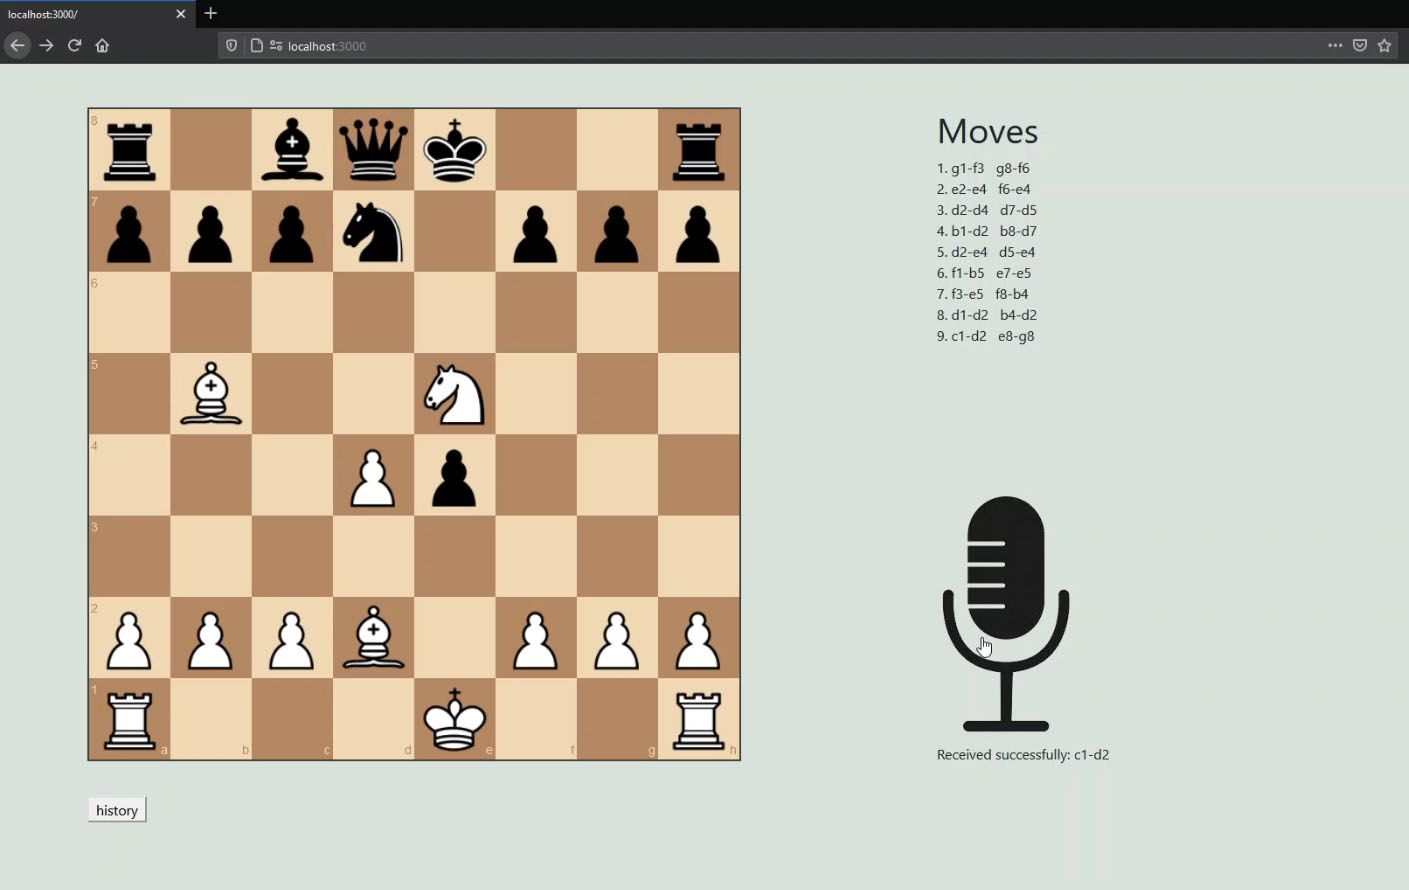 localhost:3000/
localhost:3000
8
7
6
5
4
3
2
1
a b c d e f g h
Moves
1. g1-f3 g8-f6
2. e2-e4 f6-e4
3. d2-d4 d7-d5
4. b1-d2 b8-d7
5. d2-e4 d5-e4
6. f1-b5 e7-e5
7. f3-e5 f8-b4
8. d1-d2 b4-d2
9. c1-d2 e8-g8
Received successfully: c1-d2
history